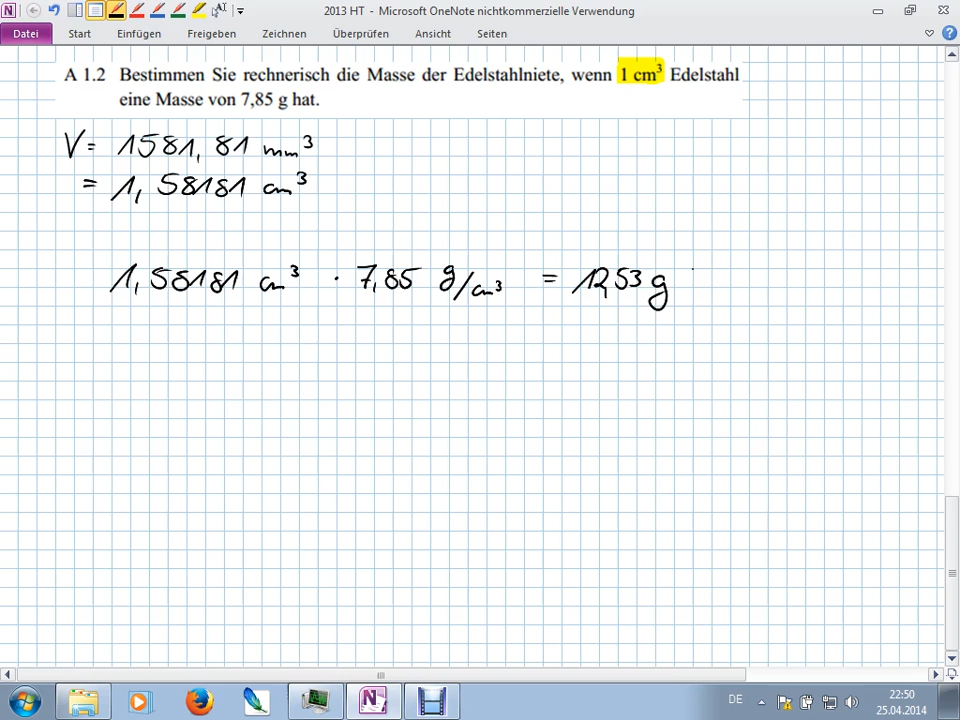 2013 HT - Microsoft OneNote nichtkommerzielle Verwendung
Datei Start Einfügen Freigeben Zeichnen Überprüfen Ansicht Seiten
A 1.2 Bestimmen Sie rechnerisch die Masse der Edelstahlniete, wenn 1 cm³ Edelstahl
eine Masse von 7,85 g hat.
V = 1581,81 mm³
= 1,58181 cm³
1,58181 cm³ · 7,85 g/cm³ = 12,53 g
DE
22:50
25.04.2014